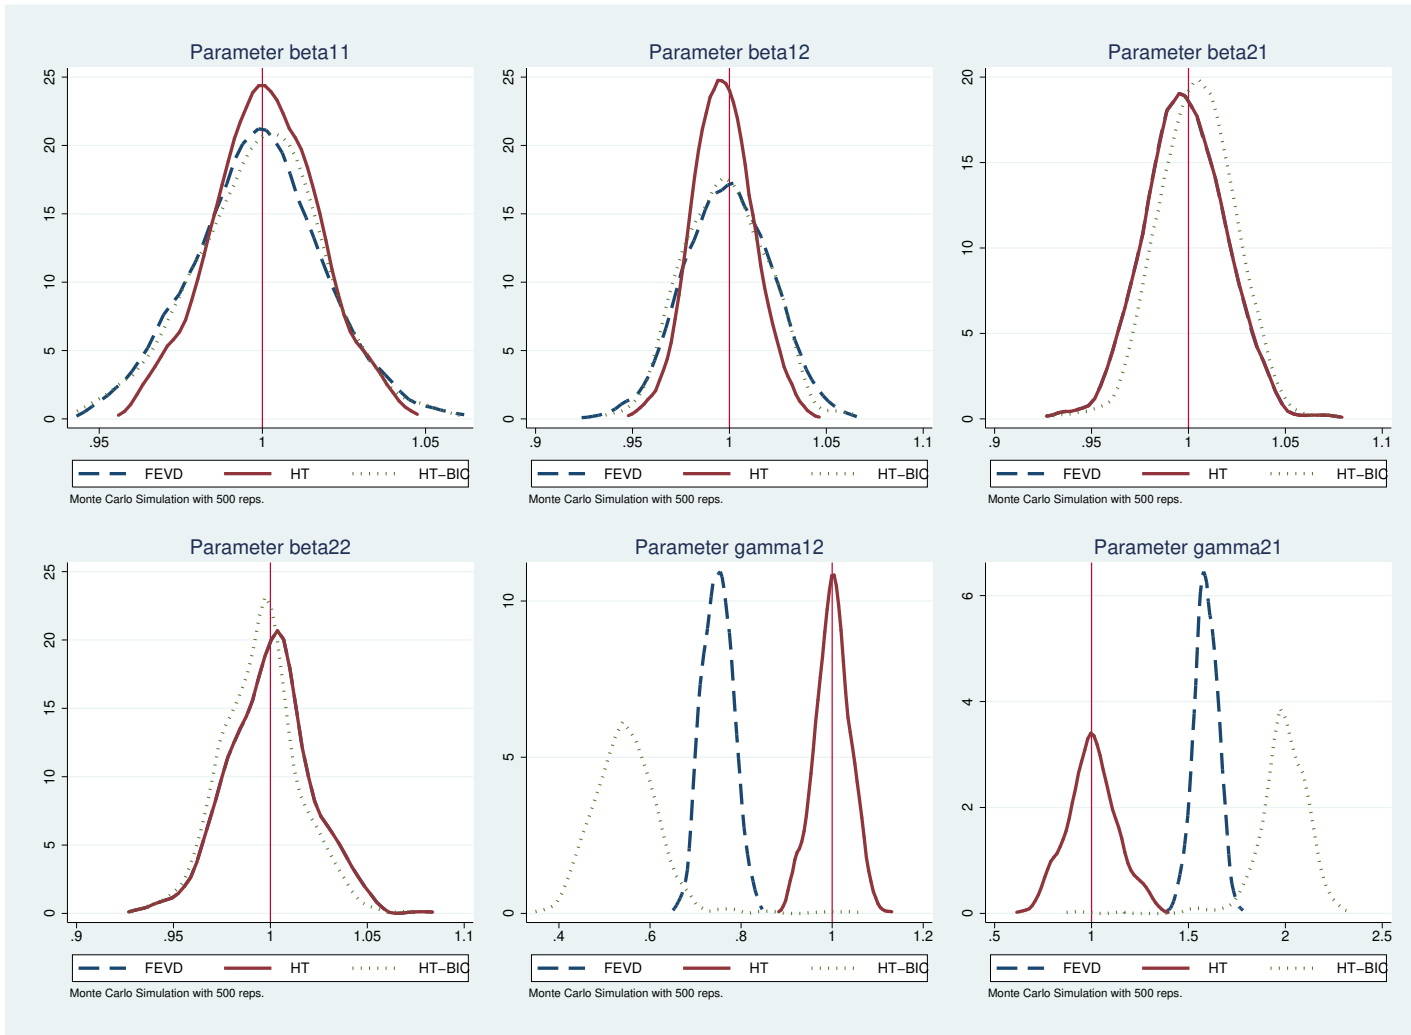 Parameter beta11
25
20
15
10
5
0
.95 1 1.05
FEVD HT HT−BIC
Monte Carlo Simulation with 500 reps.
Parameter beta12
25
20
15
10
5
0
.9 .95 1 1.05 1.1
FEVD HT HT−BIC
Monte Carlo Simulation with 500 reps.
Parameter beta21
20
15
10
5
0
.9 .95 1 1.05 1.1
FEVD HT HT−BIC
Monte Carlo Simulation with 500 reps.
Parameter beta22
25
20
15
10
5
0
.9 .95 1 1.05 1.1
FEVD HT HT−BIC
Monte Carlo Simulation with 500 reps.
Parameter gamma12
10
5
0
.4 .6 .8 1 1.2
FEVD HT HT−BIC
Monte Carlo Simulation with 500 reps.
Parameter gamma21
6
4
2
0
.5 1 1.5 2 2.5
FEVD HT HT−BIC
Monte Carlo Simulation with 500 reps.